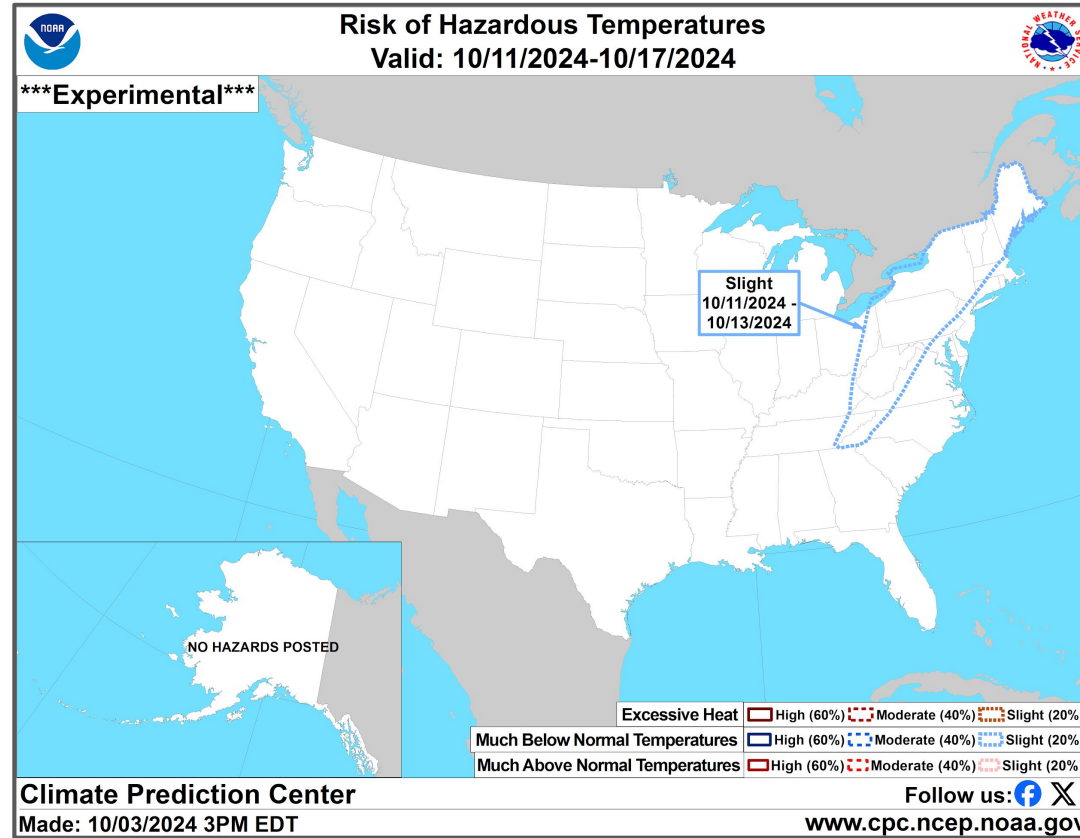 Risk of Hazardous Temperatures
Valid: 10/11/2024-10/17/2024
NOAA
NATIONAL WEATHER SERVICE
***Experimental***
Slight
10/11/2024 -
10/13/2024
NO HAZARDS POSTED
Excessive Heat High (60%) Moderate (40%) Slight (20%
Much Below Normal Temperatures High (60%) Moderate (40%) Slight (20%
Much Above Normal Temperatures High (60%) Moderate (40%) Slight (20%
Climate Prediction Center
Follow us:
Made: 10/03/2024 3PM EDT
www.cpc.ncep.noaa.gov